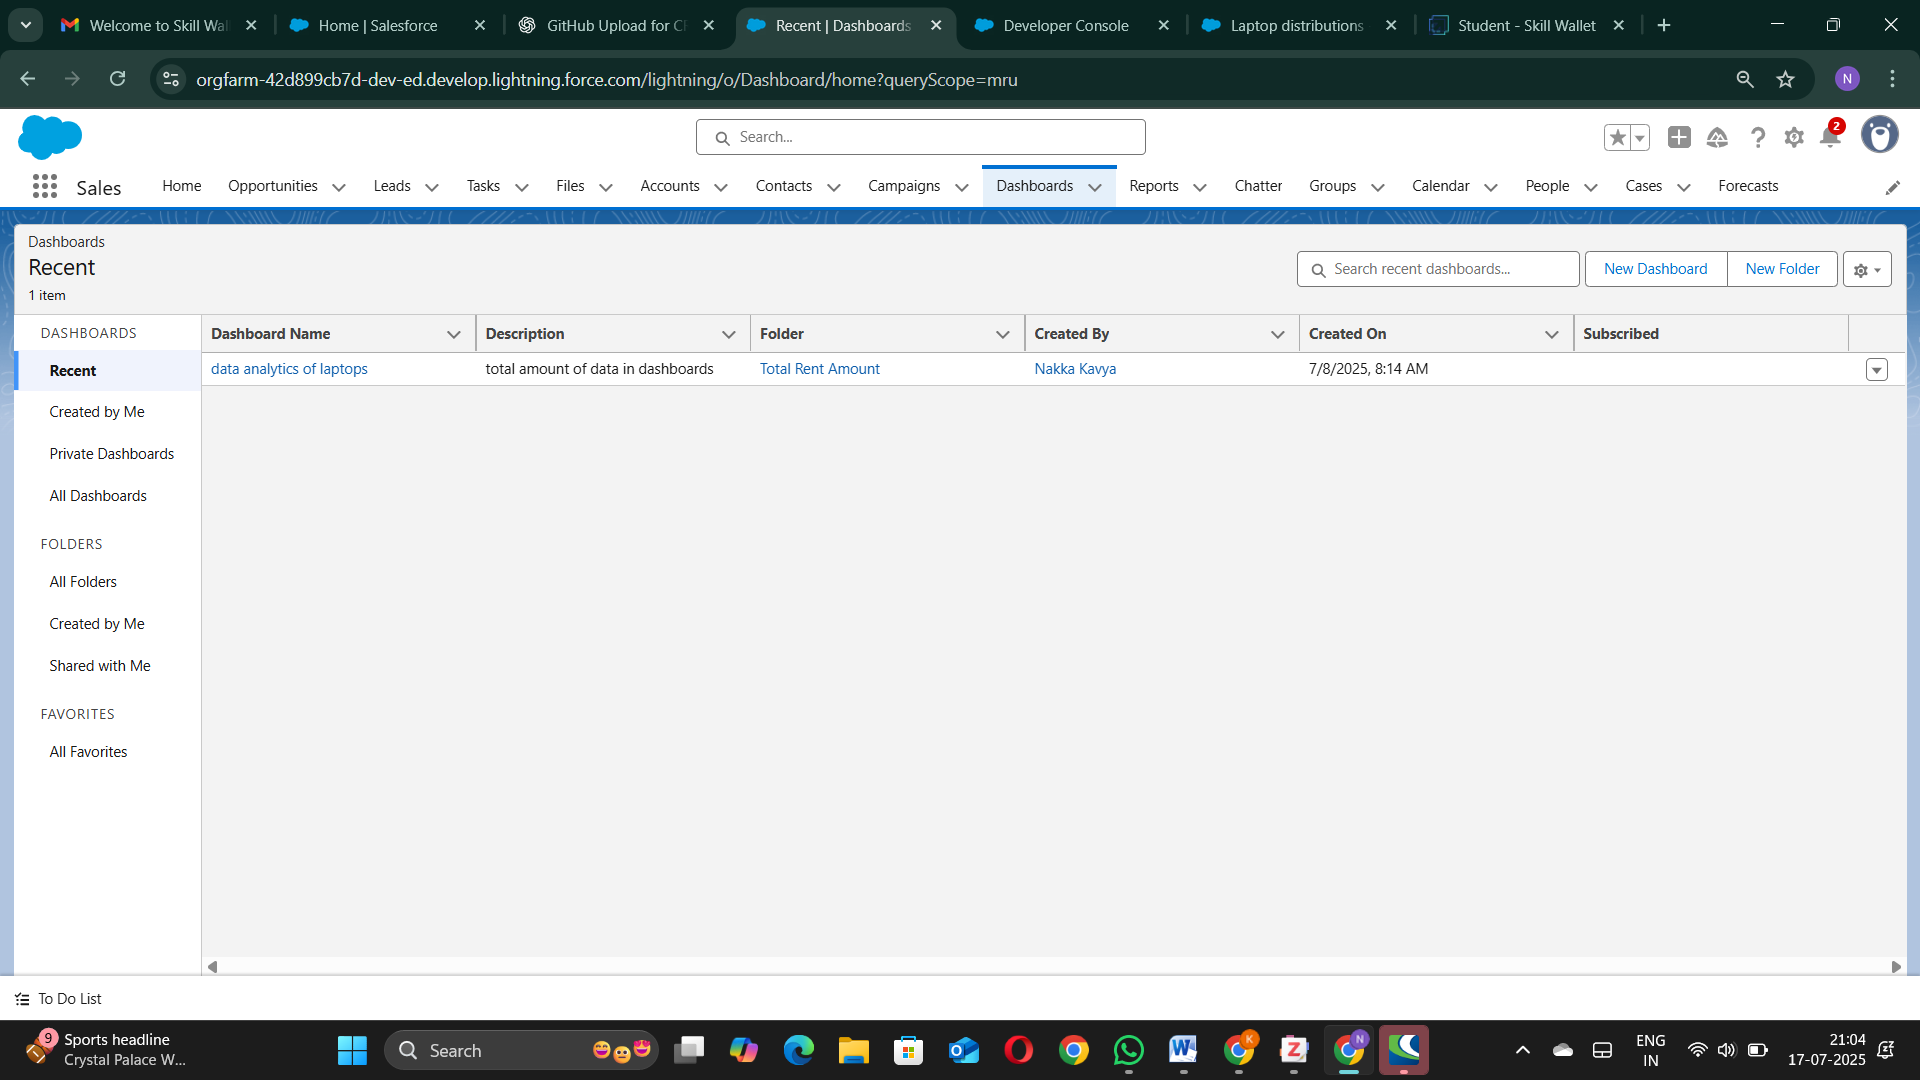 Welcome to Skill Wal
Home | Salesforce
GitHub Upload for CR
Recent | Dashboards
Developer Console
Laptop distributions
Student - Skill Wallet
orgfarm-42d899cb7d-dev-ed.develop.lightning.force.com/lightning/o/Dashboard/home?queryScope=mru
N
Search...
2
Sales
Home
Opportunities
Leads
Tasks
Files
Accounts
Contacts
Campaigns
Dashboards
Reports
Chatter
Groups
Calendar
People
Cases
Forecasts
Dashboards
Recent
1 item
Search recent dashboards...
New Dashboard
New Folder
DASHBOARDS
Recent
Created by Me
Private Dashboards
All Dashboards
FOLDERS
All Folders
Created by Me
Shared with Me
FAVORITES
All Favorites
Dashboard Name Description Folder Created By Created On Subscribed
data analytics of laptops total amount of data in dashboards Total Rent Amount Nakka Kavya 7/8/2025, 8:14 AM
To Do List
9
Sports headline
Crystal Palace W...
Search
K
N
ENG
IN
21:04
17-07-2025